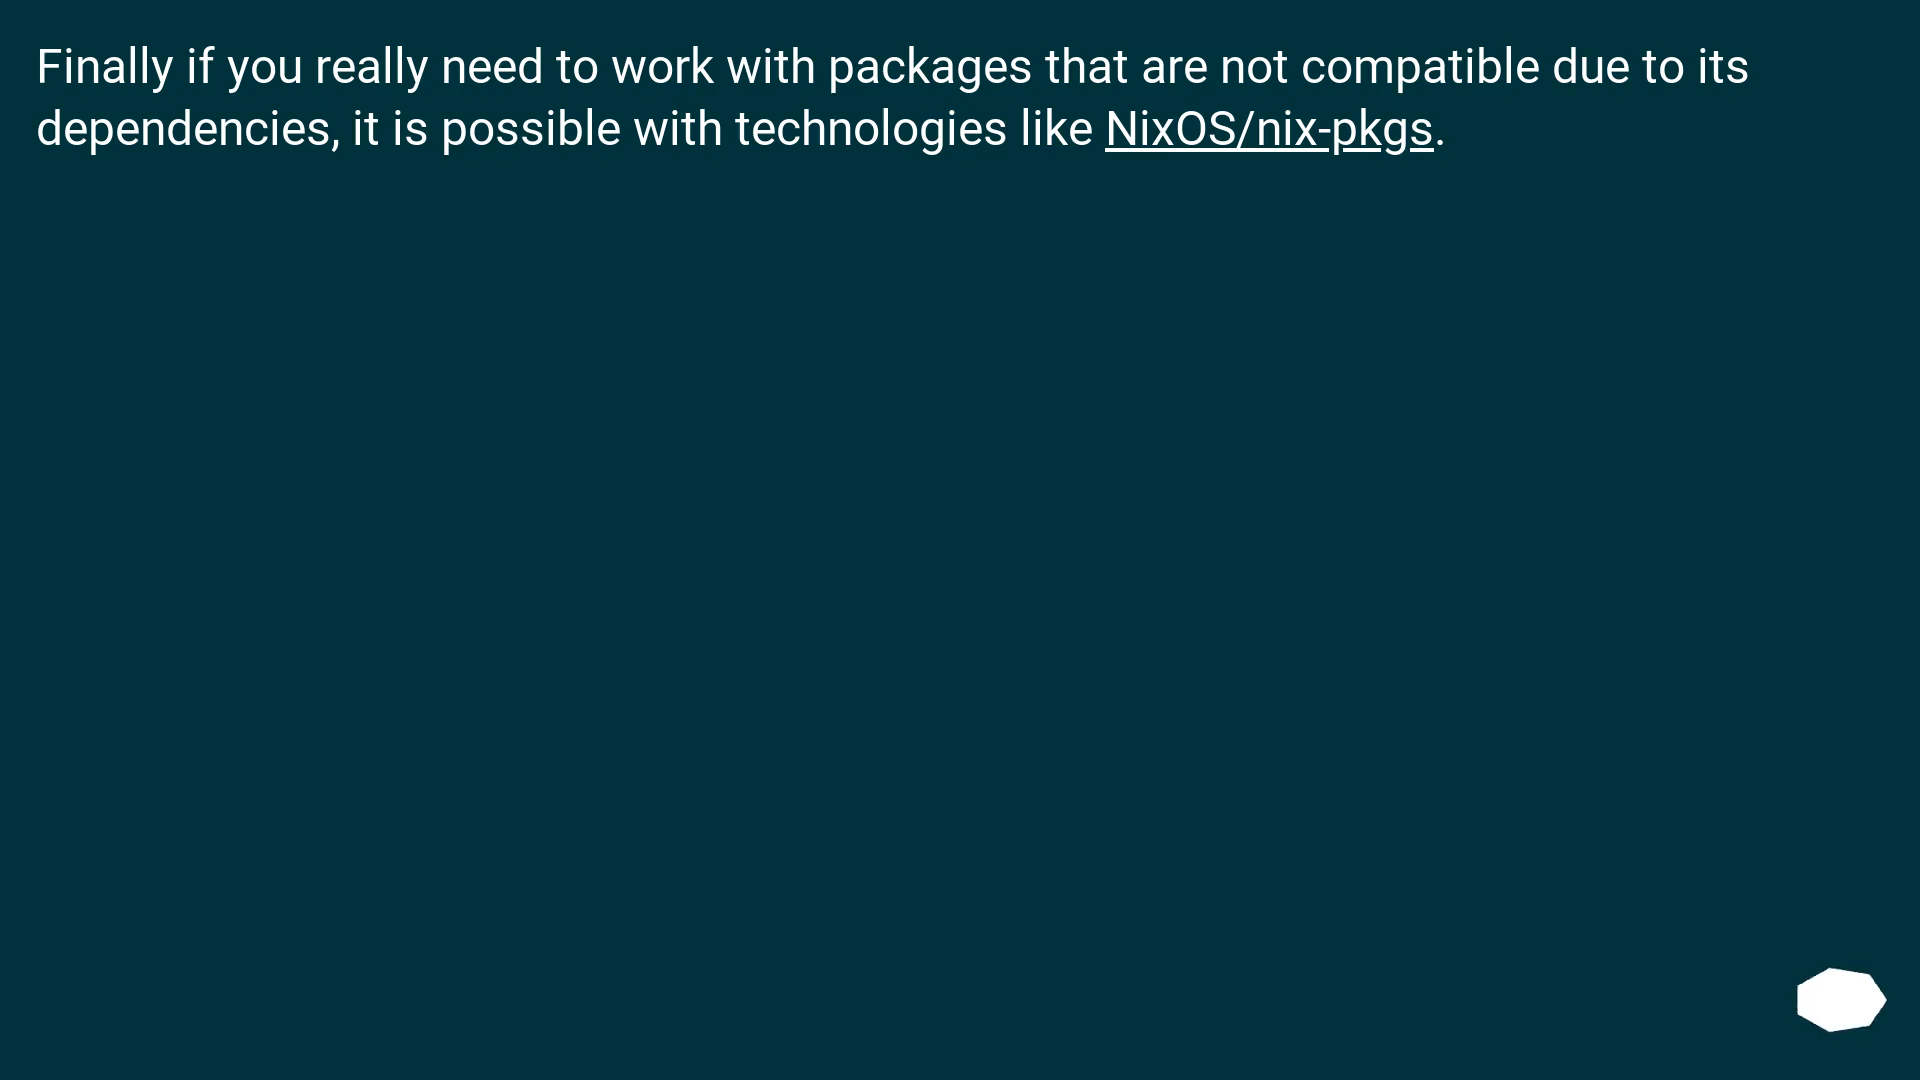 Finally if you really need to work with packages that are not compatible due to its
dependencies, it is possible with technologies like NixOS/nix-pkgs.